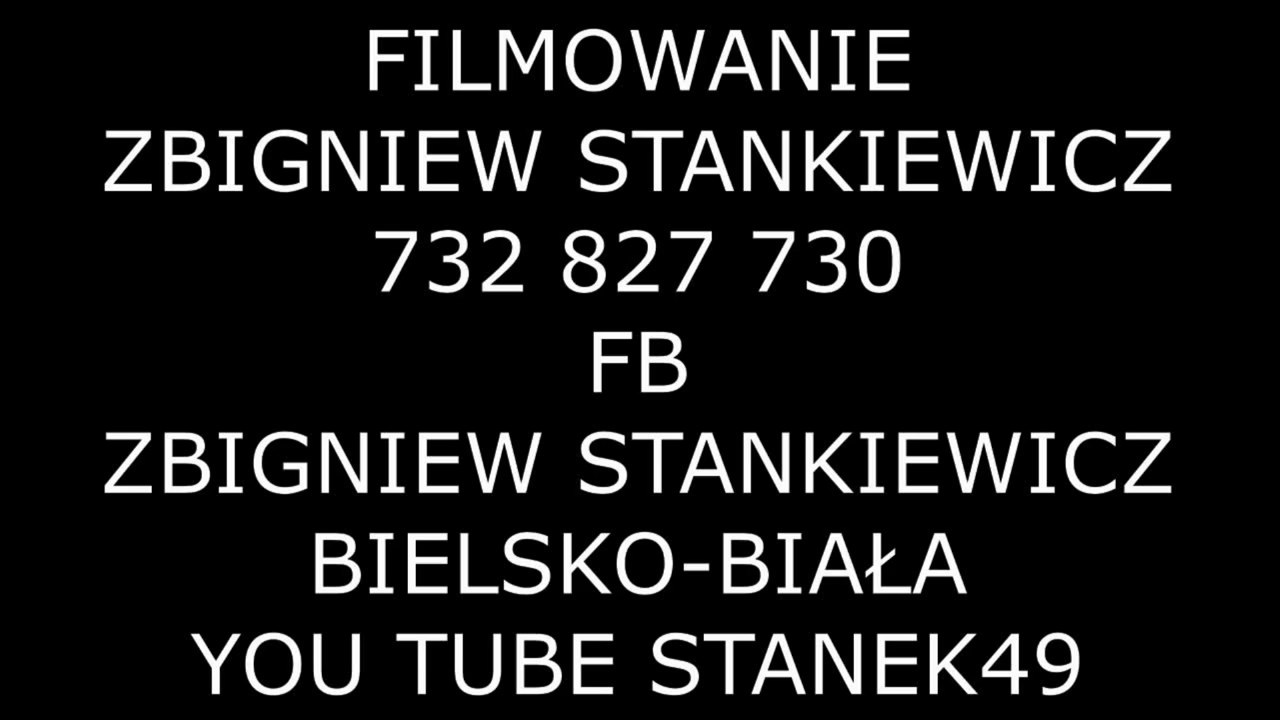 FILMOWANIE
ZBIGNIEW STANKIEWICZ
732 827 730
FB
ZBIGNIEW STANKIEWICZ
BIELSKO-BIAŁA
YOU TUBE STANEK49